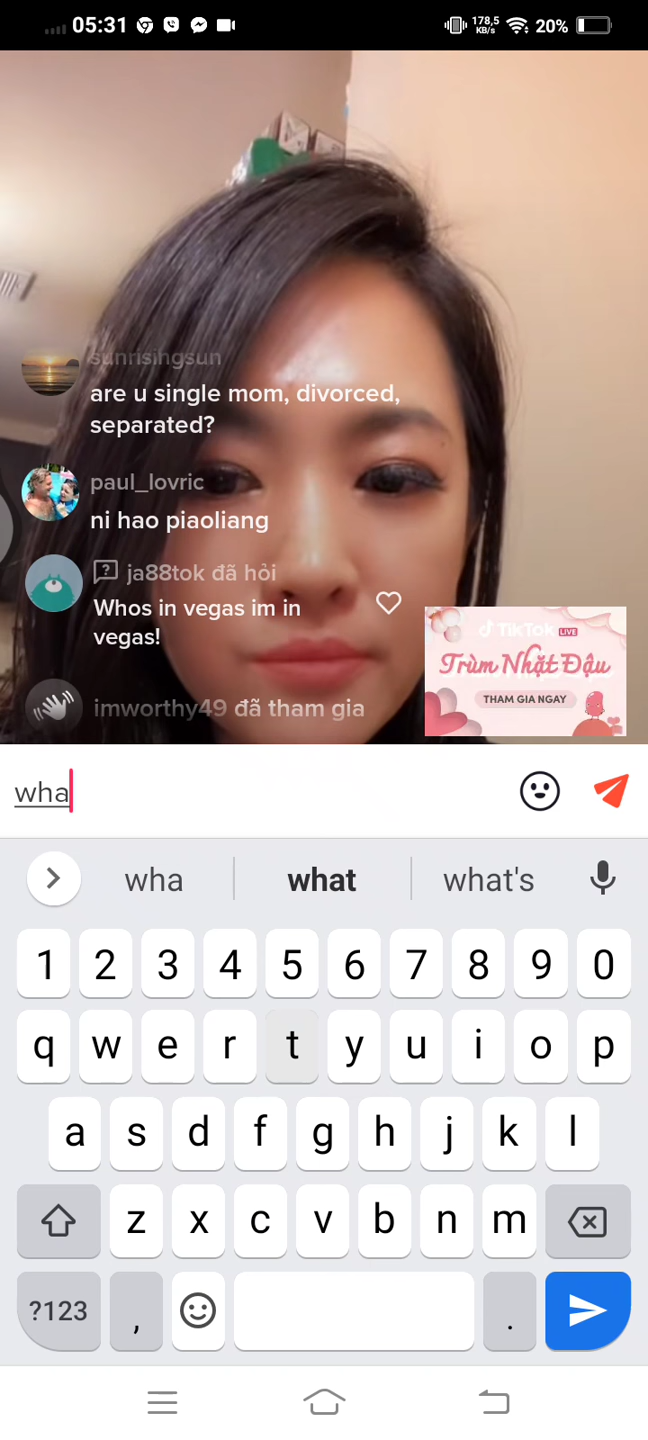 05:31
178,5
KB/s
20%
sunrisingsun
are u single mom, divorced,
separated?
paul_lovric
ni hao piaoliang
ja88tok đã hỏi
Whos in vegas im in
vegas!
imworthy49 đã tham gia
TikTok LIVE
Trùm Nhặt Đậu
THAM GIA NGAY
wha
wha what what's
1 2 3 4 5 6 7 8 9 0
q w e r t y u i o p
a s d f g h j k l
z x c v b n m
?123 , .